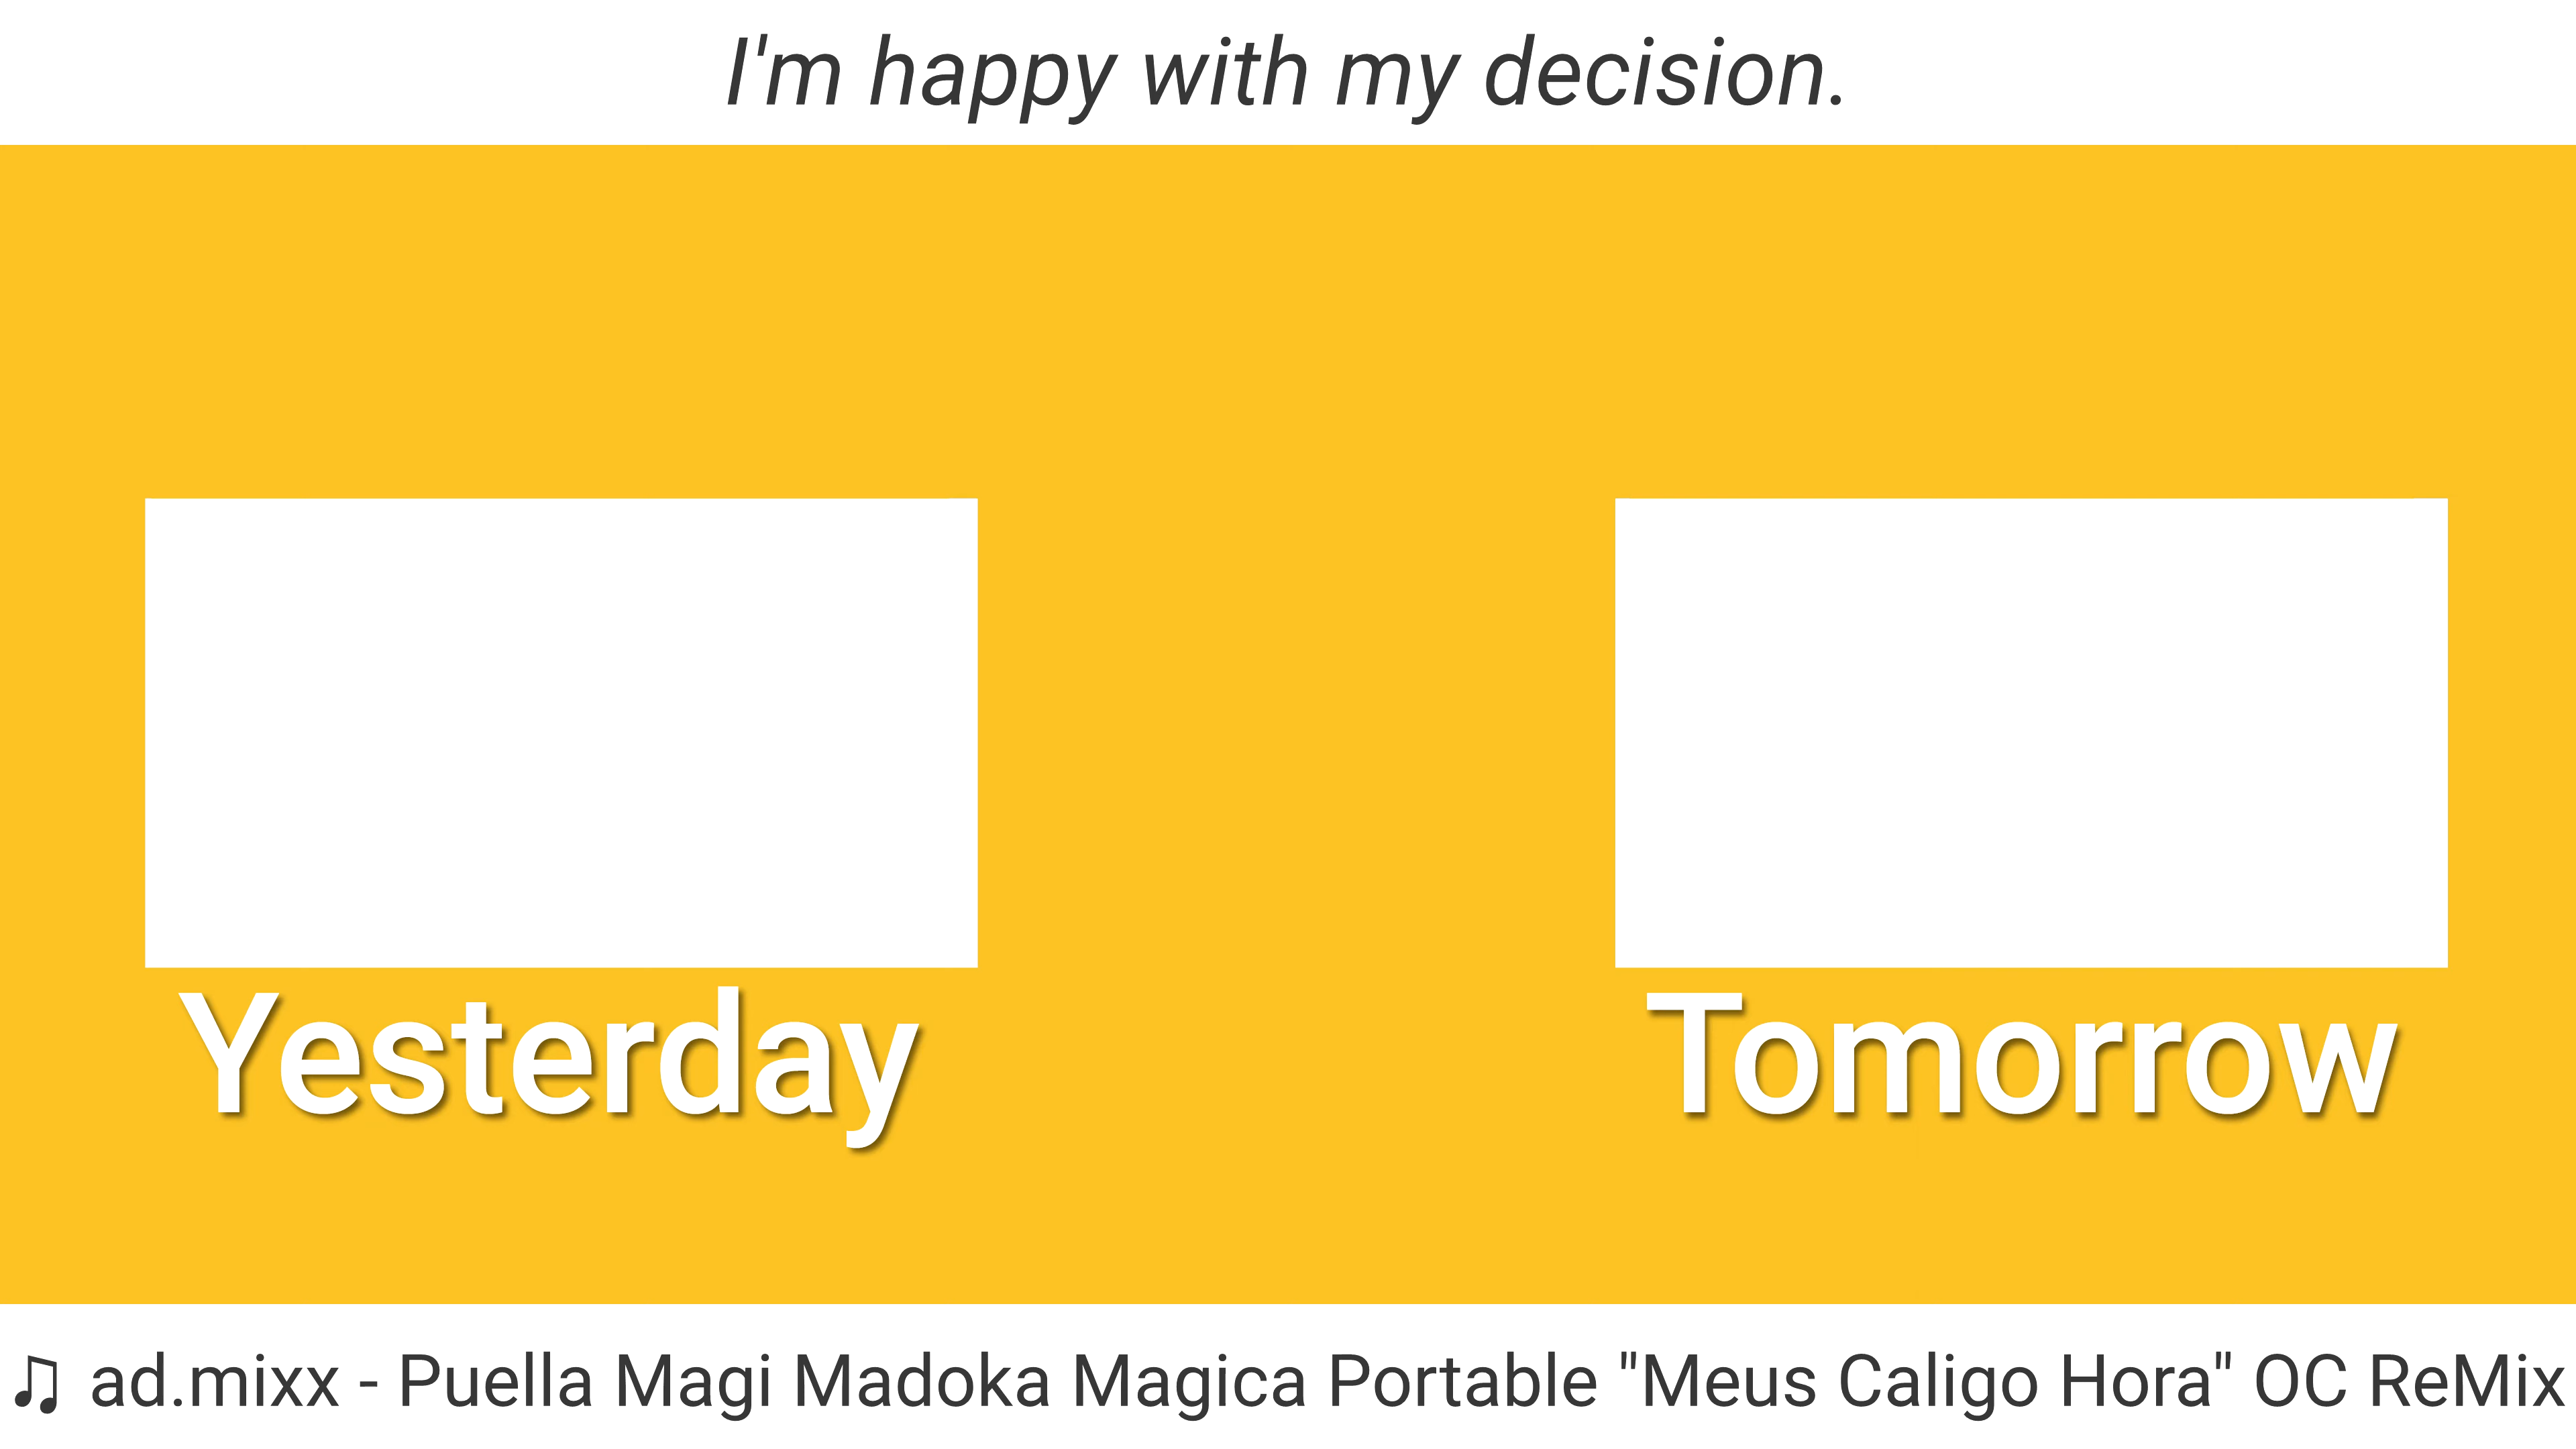 I'm happy with my decision.
Yesterday
Tomorrow
♫ ad.mixx - Puella Magi Madoka Magica Portable "Meus Caligo Hora" OC ReMix